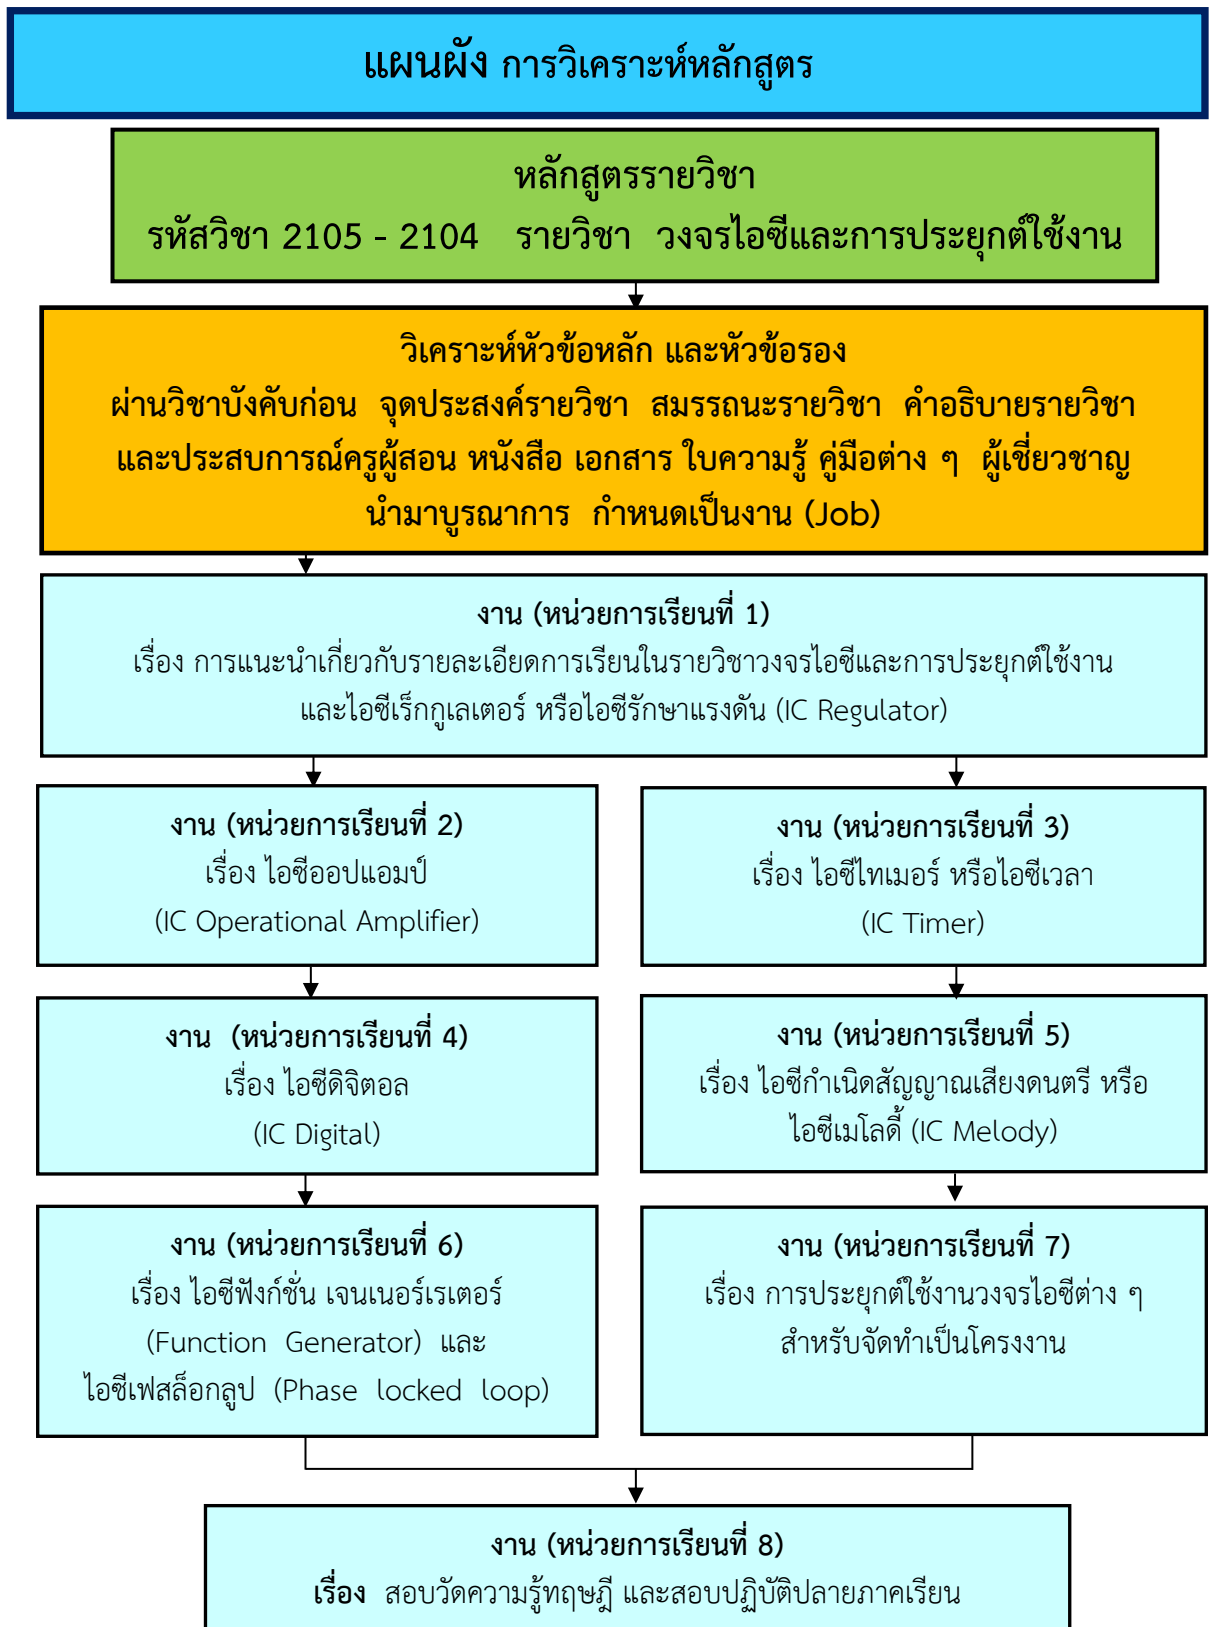 แผนผัง การวิเคราะห์หลักสูตร
หลักสูตรรายวิชา
รหัสวิชา 2105 - 2104 รายวิชา วงจรไอซีและการประยุกต์ใช้งาน
วิเคราะห์หัวข้อหลัก และหัวข้อรอง
ผ่านวิชาบังคับก่อน จุดประสงค์รายวิชา สมรรถนะรายวิชา คำอธิบายรายวิชา
และประสบการณ์ครูผู้สอน หนังสือ เอกสาร ใบความรู้ คู่มือต่าง ๆ ผู้เชี่ยวชาญ
นำมาบูรณาการ กำหนดเป็นงาน (Job)
งาน (หน่วยการเรียนที่ 1)
เรื่อง การแนะนำเกี่ยวกับรายละเอียดการเรียนในรายวิชาวงจรไอซีและการประยุกต์ใช้งาน
และไอซีเร็กกูเลเตอร์ หรือไอซีรักษาแรงดัน (IC Regulator)
งาน (หน่วยการเรียนที่ 2)
เรื่อง ไอซีออปแอมป์
(IC Operational Amplifier)
งาน (หน่วยการเรียนที่ 3)
เรื่อง ไอซีไทเมอร์ หรือไอซีเวลา
(IC Timer)
งาน (หน่วยการเรียนที่ 4)
เรื่อง ไอซีดิจิตอล
(IC Digital)
งาน (หน่วยการเรียนที่ 5)
เรื่อง ไอซีกำเนิดสัญญาณเสียงดนตรี หรือ
ไอซีเมโลดี้ (IC Melody)
งาน (หน่วยการเรียนที่ 6)
เรื่อง ไอซีฟังก์ชั่น เจนเนอร์เรเตอร์
(Function Generator) และ
ไอซีเฟสล็อกลูป (Phase locked loop)
งาน (หน่วยการเรียนที่ 7)
เรื่อง การประยุกต์ใช้งานวงจรไอซีต่าง ๆ
สำหรับจัดทำเป็นโครงงาน
งาน (หน่วยการเรียนที่ 8)
เรื่อง สอบวัดความรู้ทฤษฎี และสอบปฏิบัติปลายภาคเรียน